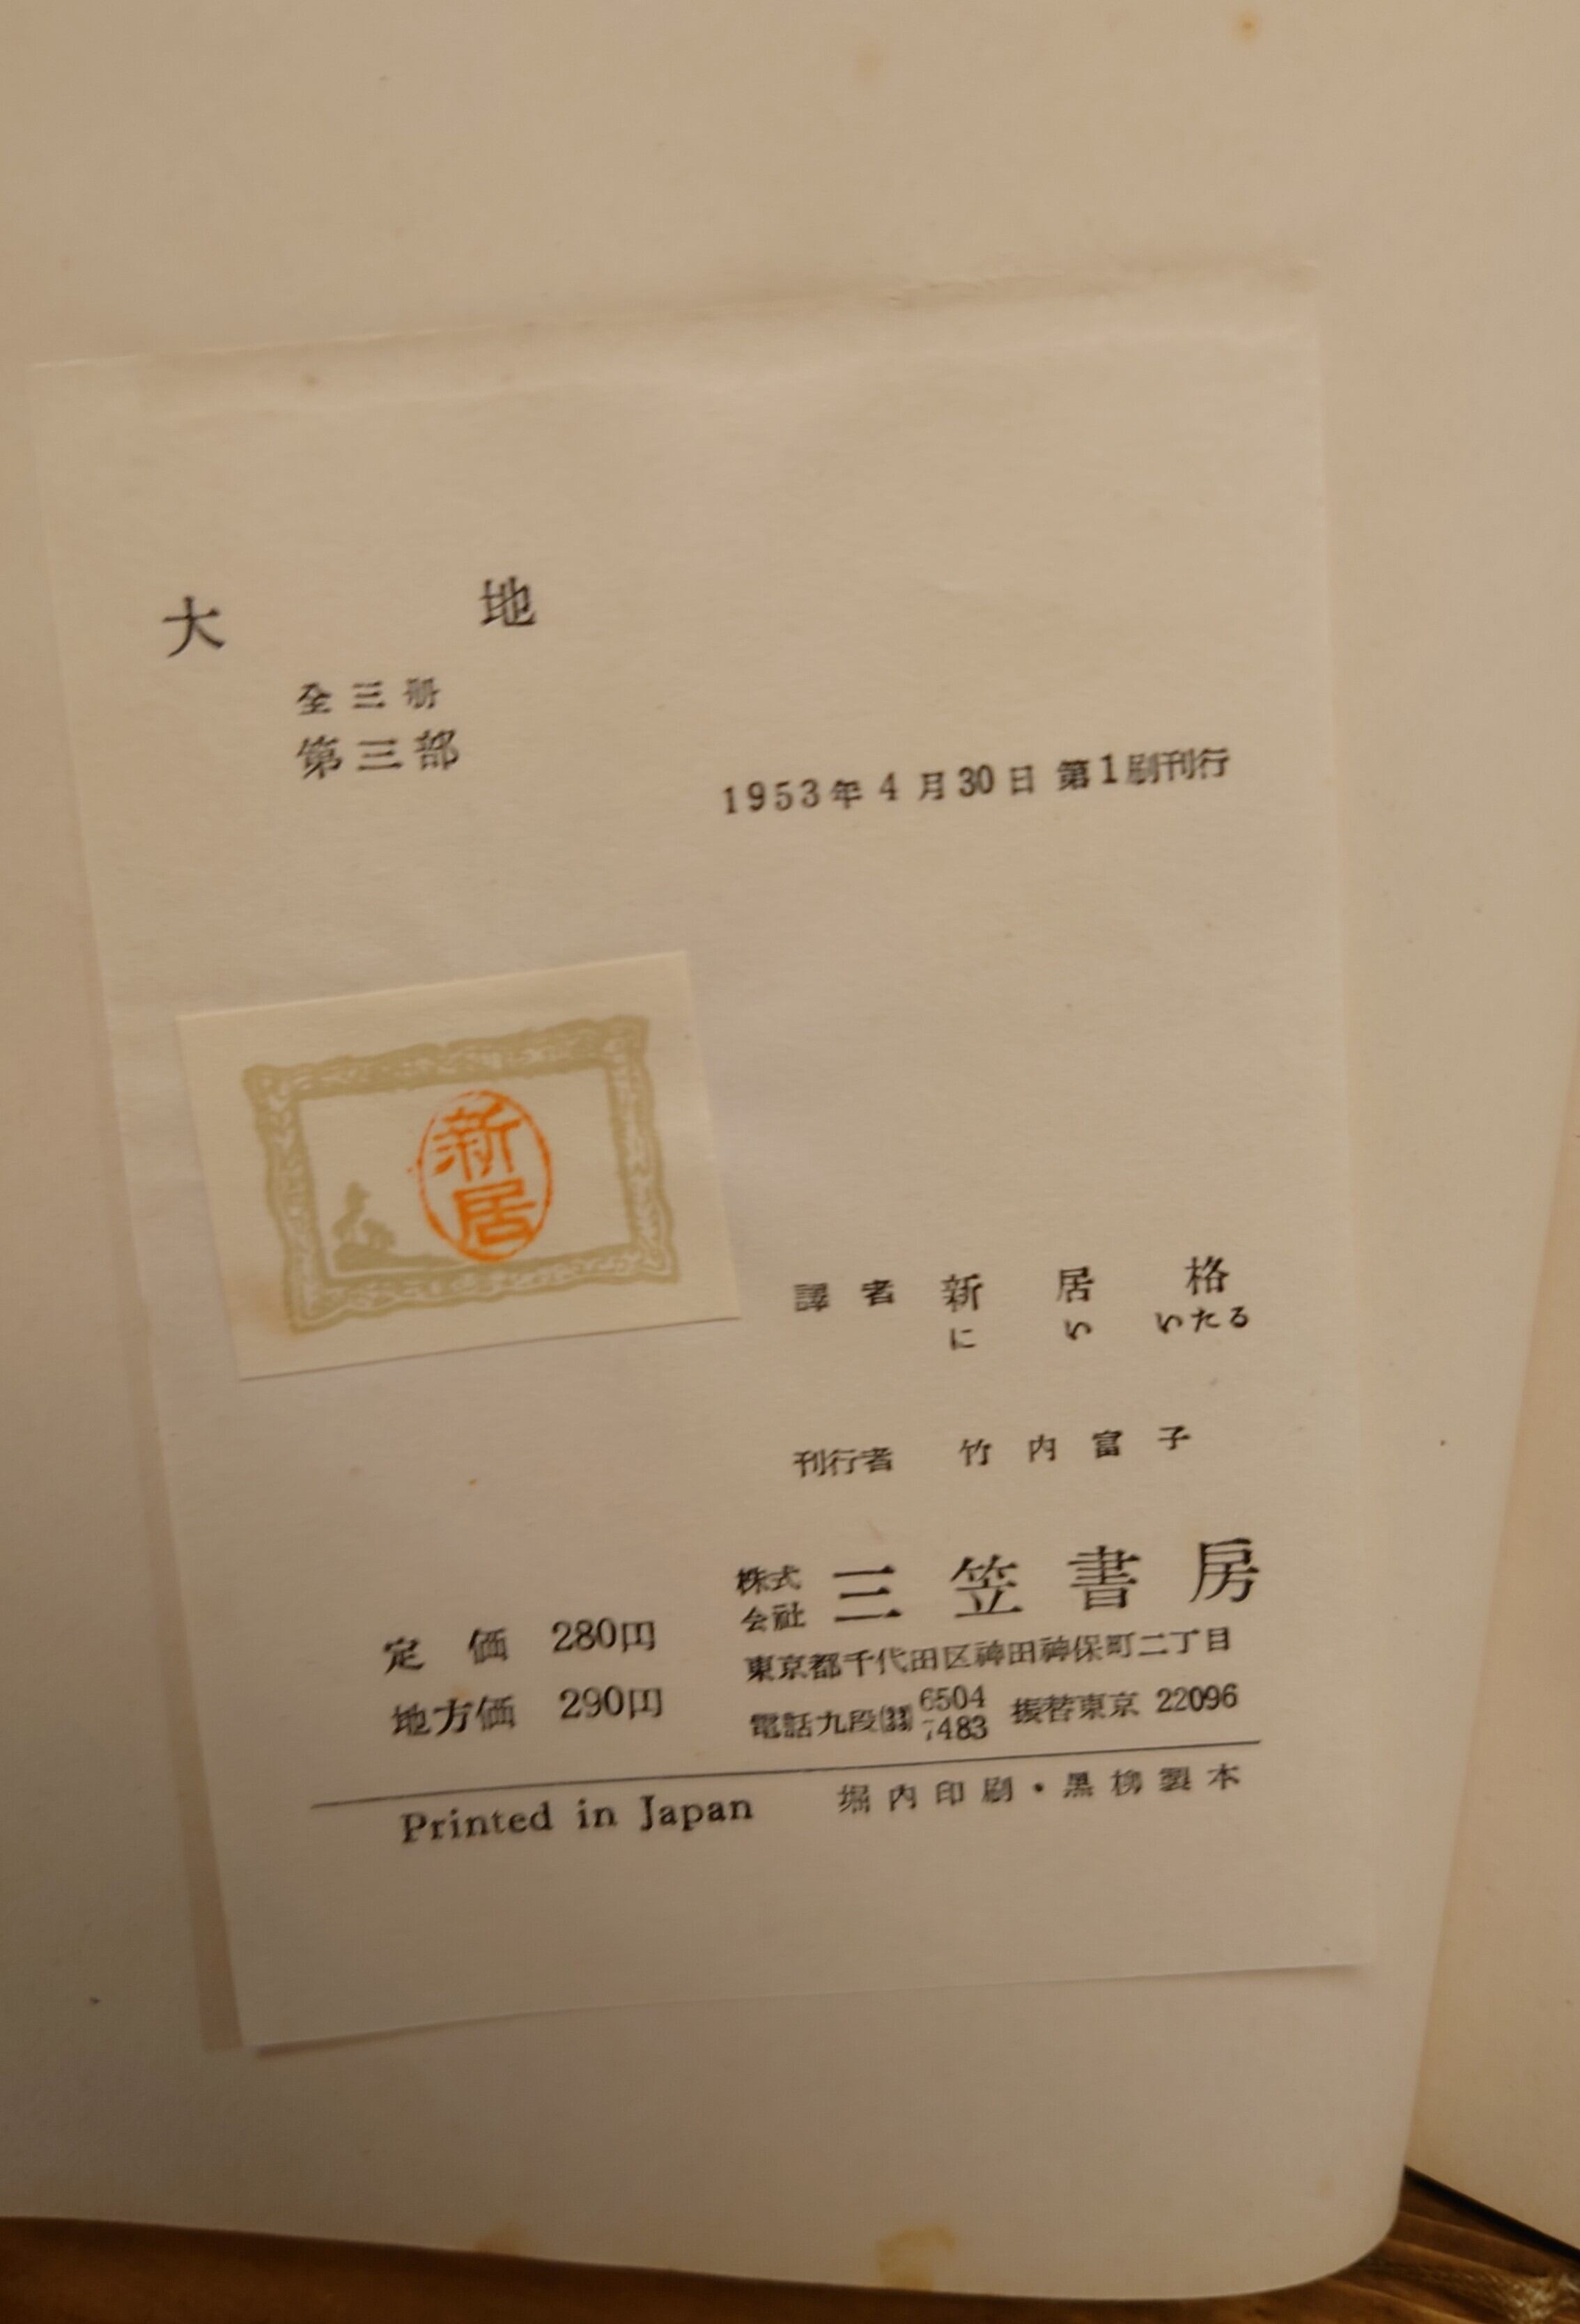 大地
全三册
第三部
1953年4月30日 第1刷刊行
新居
譯者 新居格
にい いたる
刊行者 竹内富子
株式会社 三笠書房
東京都千代田区神田神保町二丁目
電話九段(33) 6504 7483 振替東京 22096
定価 280円
地方価 290円
Printed in Japan 堀内印刷・黒柳製本